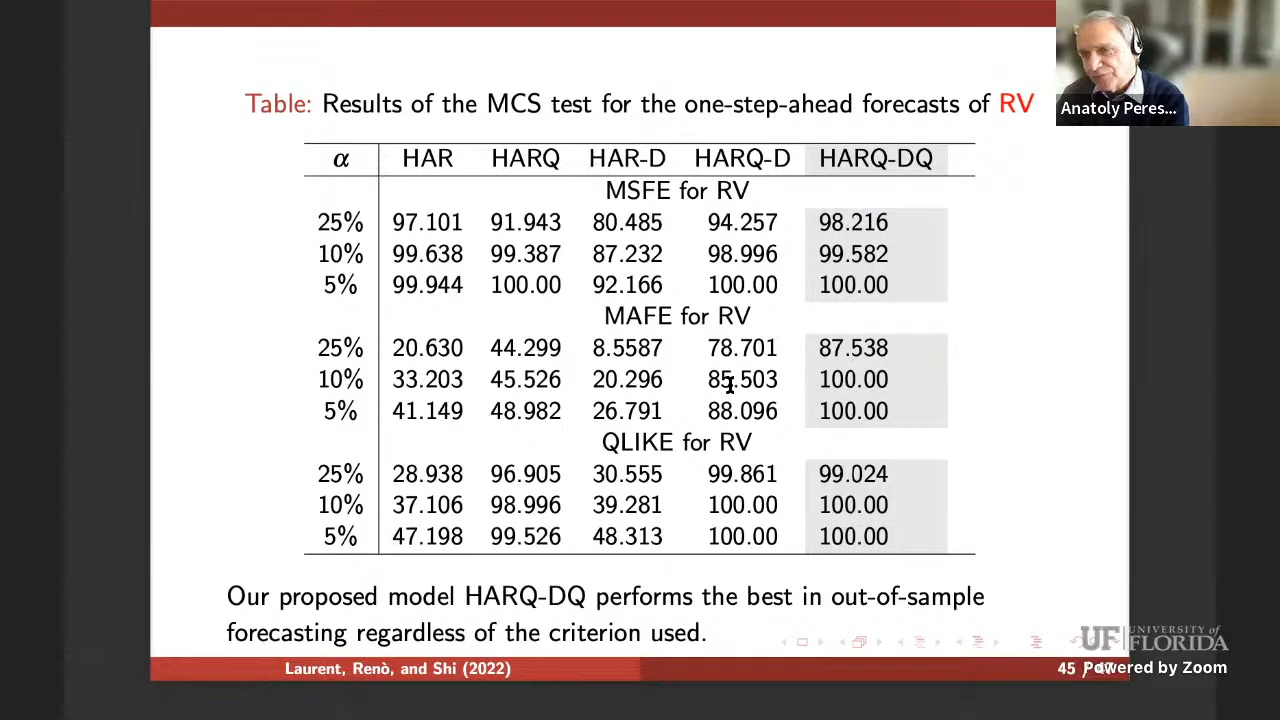 Table: Results of the MCS test for the one-step-ahead forecasts of RV
Anatoly Peres...
α HAR HARQ HAR-D HARQ-D HARQ-DQ
MSFE for RV
25% 97.101 91.943 80.485 94.257 98.216
10% 99.638 99.387 87.232 98.996 99.582
5% 99.944 100.00 92.166 100.00 100.00
MAFE for RV
25% 20.630 44.299 8.5587 78.701 87.538
10% 33.203 45.526 20.296 85.503 100.00
5% 41.149 48.982 26.791 88.096 100.00
QLIKE for RV
25% 28.938 96.905 30.555 99.861 99.024
10% 37.106 98.996 39.281 100.00 100.00
5% 47.198 99.526 48.313 100.00 100.00
Our proposed model HARQ-DQ performs the best in out-of-sample
forecasting regardless of the criterion used.
UF UNIVERSITY of
FLORIDA
Laurent, Renò, and Shi (2022) 45 / 47
Powered by Zoom